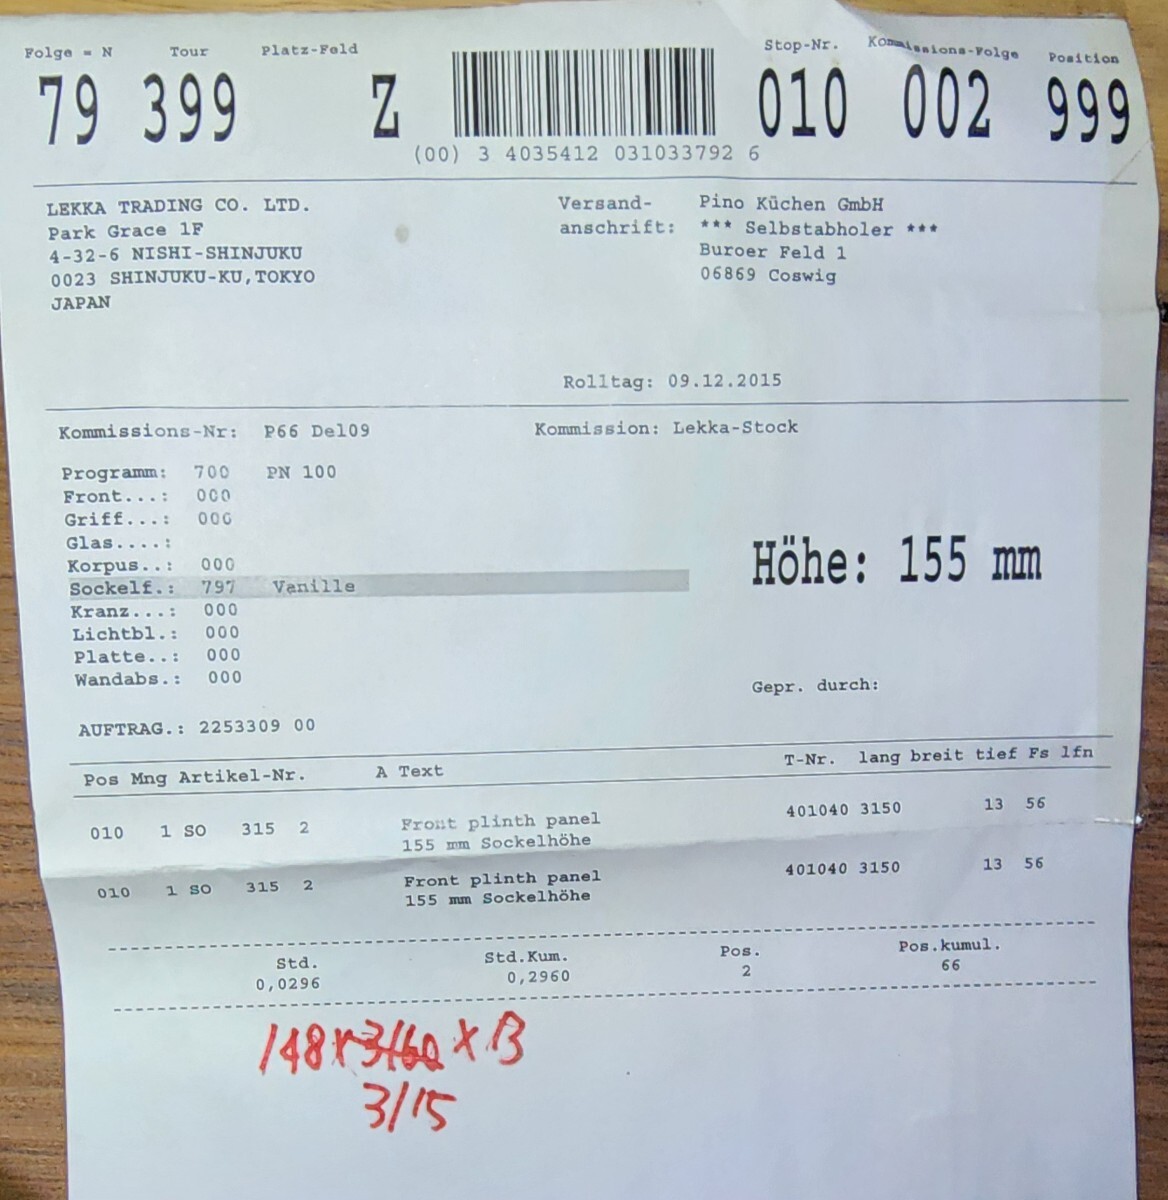 Folge = N Tour Platz-Feld Stop-Nr. Kommissions-Folge Position
79 399 Z 010 002 999
(00) 3 4035412 031033792 6
LEKKA TRADING CO. LTD.
Park Grace 1F
4-32-6 NISHI-SHINJUKU
0023 SHINJUKU-KU,TOKYO
JAPAN
Versand- Pino Küchen GmbH
anschrift: *** Selbstabholer ***
Buroer Feld 1
06869 Coswig
Rolltag: 09.12.2015
Kommissions-Nr: P66 Del09 Kommission: Lekka-Stock
Programm: 700 PN 100
Front...: 000
Griff...: 000
Glas....:
Korpus..: 000
Sockelf.: 797 Vanille
Kranz...: 000
Lichtbl.: 000
Platte..: 000
Wandabs.: 000
Höhe: 155 mm
Gepr. durch:
AUFTRAG.: 2253309 00
Pos Mng Artikel-Nr. A Text T-Nr. lang breit tief Fs lfn
010 1 SO 315 2 Front plinth panel 401040 3150 13 56
155 mm Sockelhöhe
010 1 SO 315 2 Front plinth panel 401040 3150 13 56
155 mm Sockelhöhe
Std. Std.Kum. Pos. Pos.kumul.
0,0296 0,2960 2 66
148 x 3160 x 13
3115